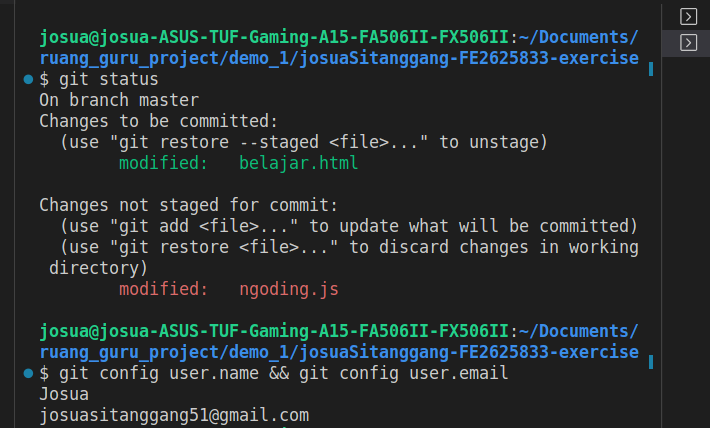 josua@josua-ASUS-TUF-Gaming-A15-FA506II-FX506II:~/Documents/
ruang_guru_project/demo_1/josuaSitanggang-FE2625833-exercise
$ git status
On branch master
Changes to be committed:
  (use "git restore --staged <file>..." to unstage)
        modified:   belajar.html

Changes not staged for commit:
  (use "git add <file>..." to update what will be committed)
  (use "git restore <file>..." to discard changes in working
 directory)
        modified:   ngoding.js

josua@josua-ASUS-TUF-Gaming-A15-FA506II-FX506II:~/Documents/
ruang_guru_project/demo_1/josuaSitanggang-FE2625833-exercise
$ git config user.name && git config user.email
Josua
josuasitanggang51@gmail.com